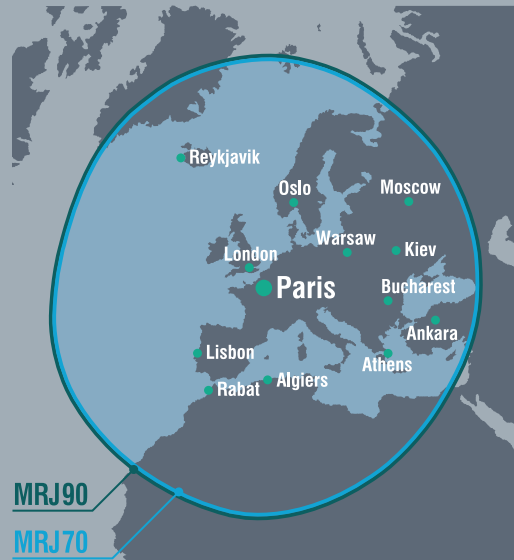 Reykjavik
Oslo
Moscow
Warsaw
Kiev
London
Paris
Bucharest
Ankara
Lisbon
Athens
Algiers
Rabat
MRJ90
MRJ70